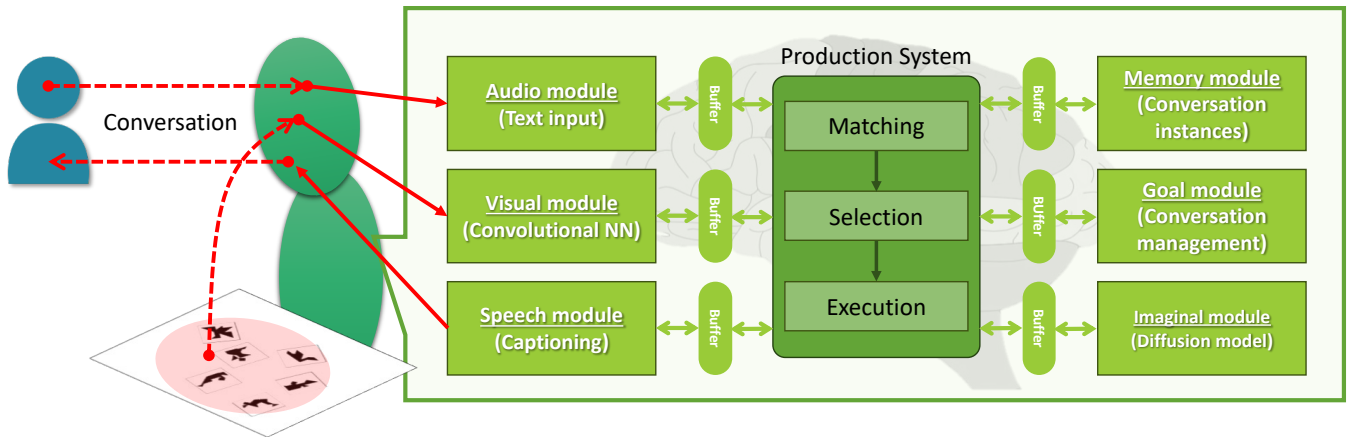 Conversation
Production System
Audio module
(Text input)
Buffer
Matching
Buffer
Memory module
(Conversation
instances)
Visual module
(Convolutional NN)
Buffer
Selection
BUffer
Goal module
(Conversation
management)
Speech module
(Captioning)
Buffer
Execution
Buffer
Imaginal module
(Diffusion model)